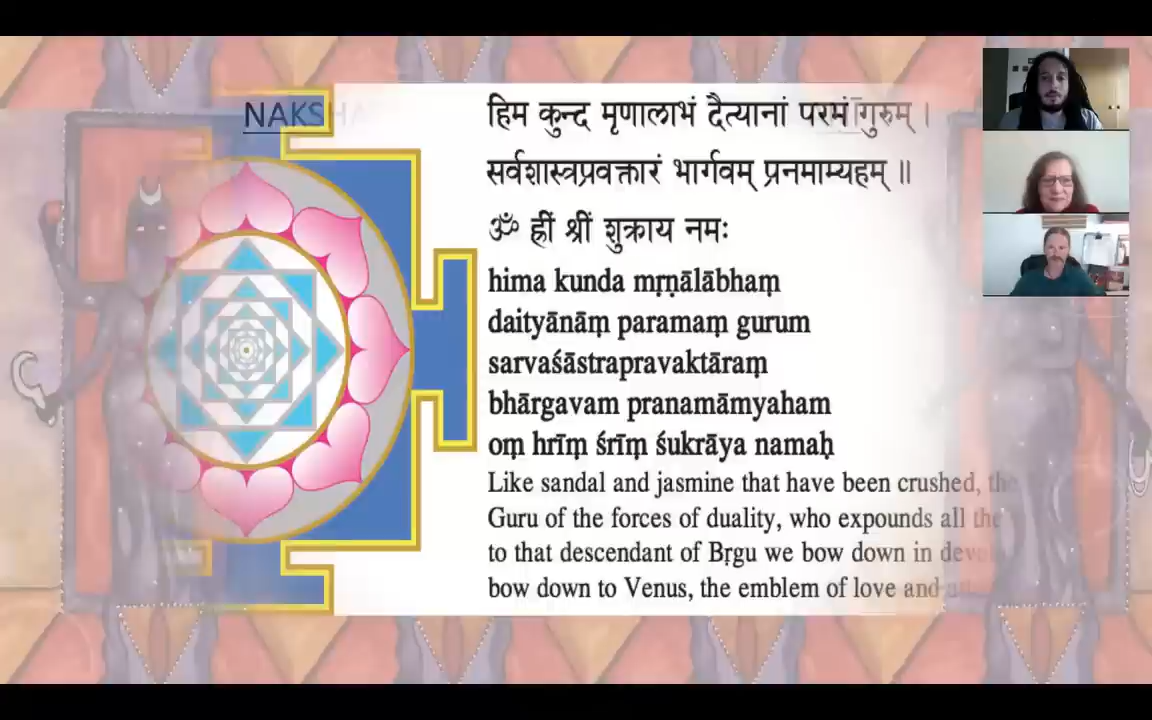 NAKSHA
हिम कुन्द मृणालाभं दैत्यानां परमं गुरुम् ।
सर्वशास्त्रप्रवक्तारं भार्गवम् प्रनमाम्यहम् ॥
ॐ ह्रीं श्रीं शुक्राय नमः
hima kunda mṛṇālābhaṃ
daityānāṃ paramaṃ gurum
sarvaśāstrapravaktāraṃ
bhārgavam pranamāmyaham
oṃ hrīṃ śrīṃ śukrāya namaḥ
Like sandal and jasmine that have been crushed, the
Guru of the forces of duality, who expounds all the
to that descendant of Bṛgu we bow down in
bow down to Venus, the emblem of love and